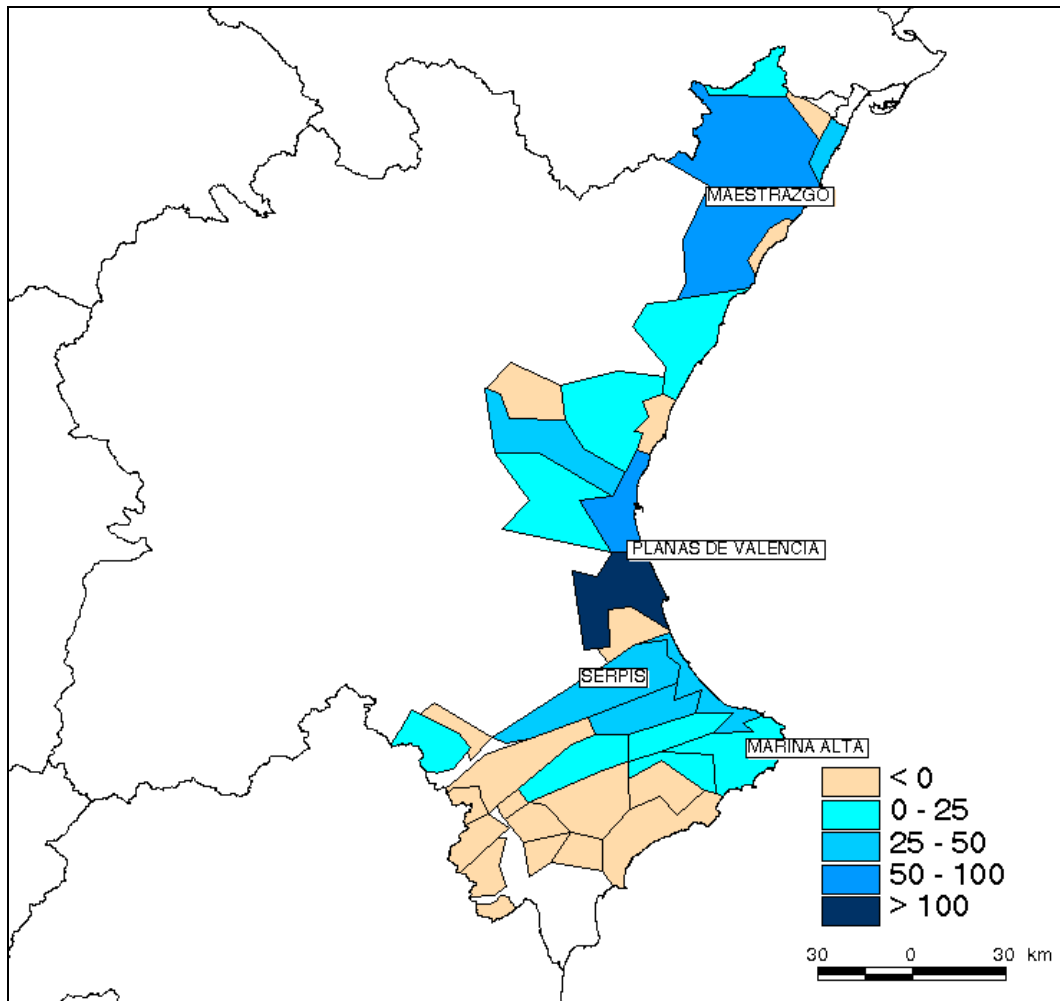 MAESTRAZGO
PLANAS DE VALENCIA
SERPIS
MARINA ALTA
< 0
0 - 25
25 - 50
50 - 100
> 100
30 0 30 km